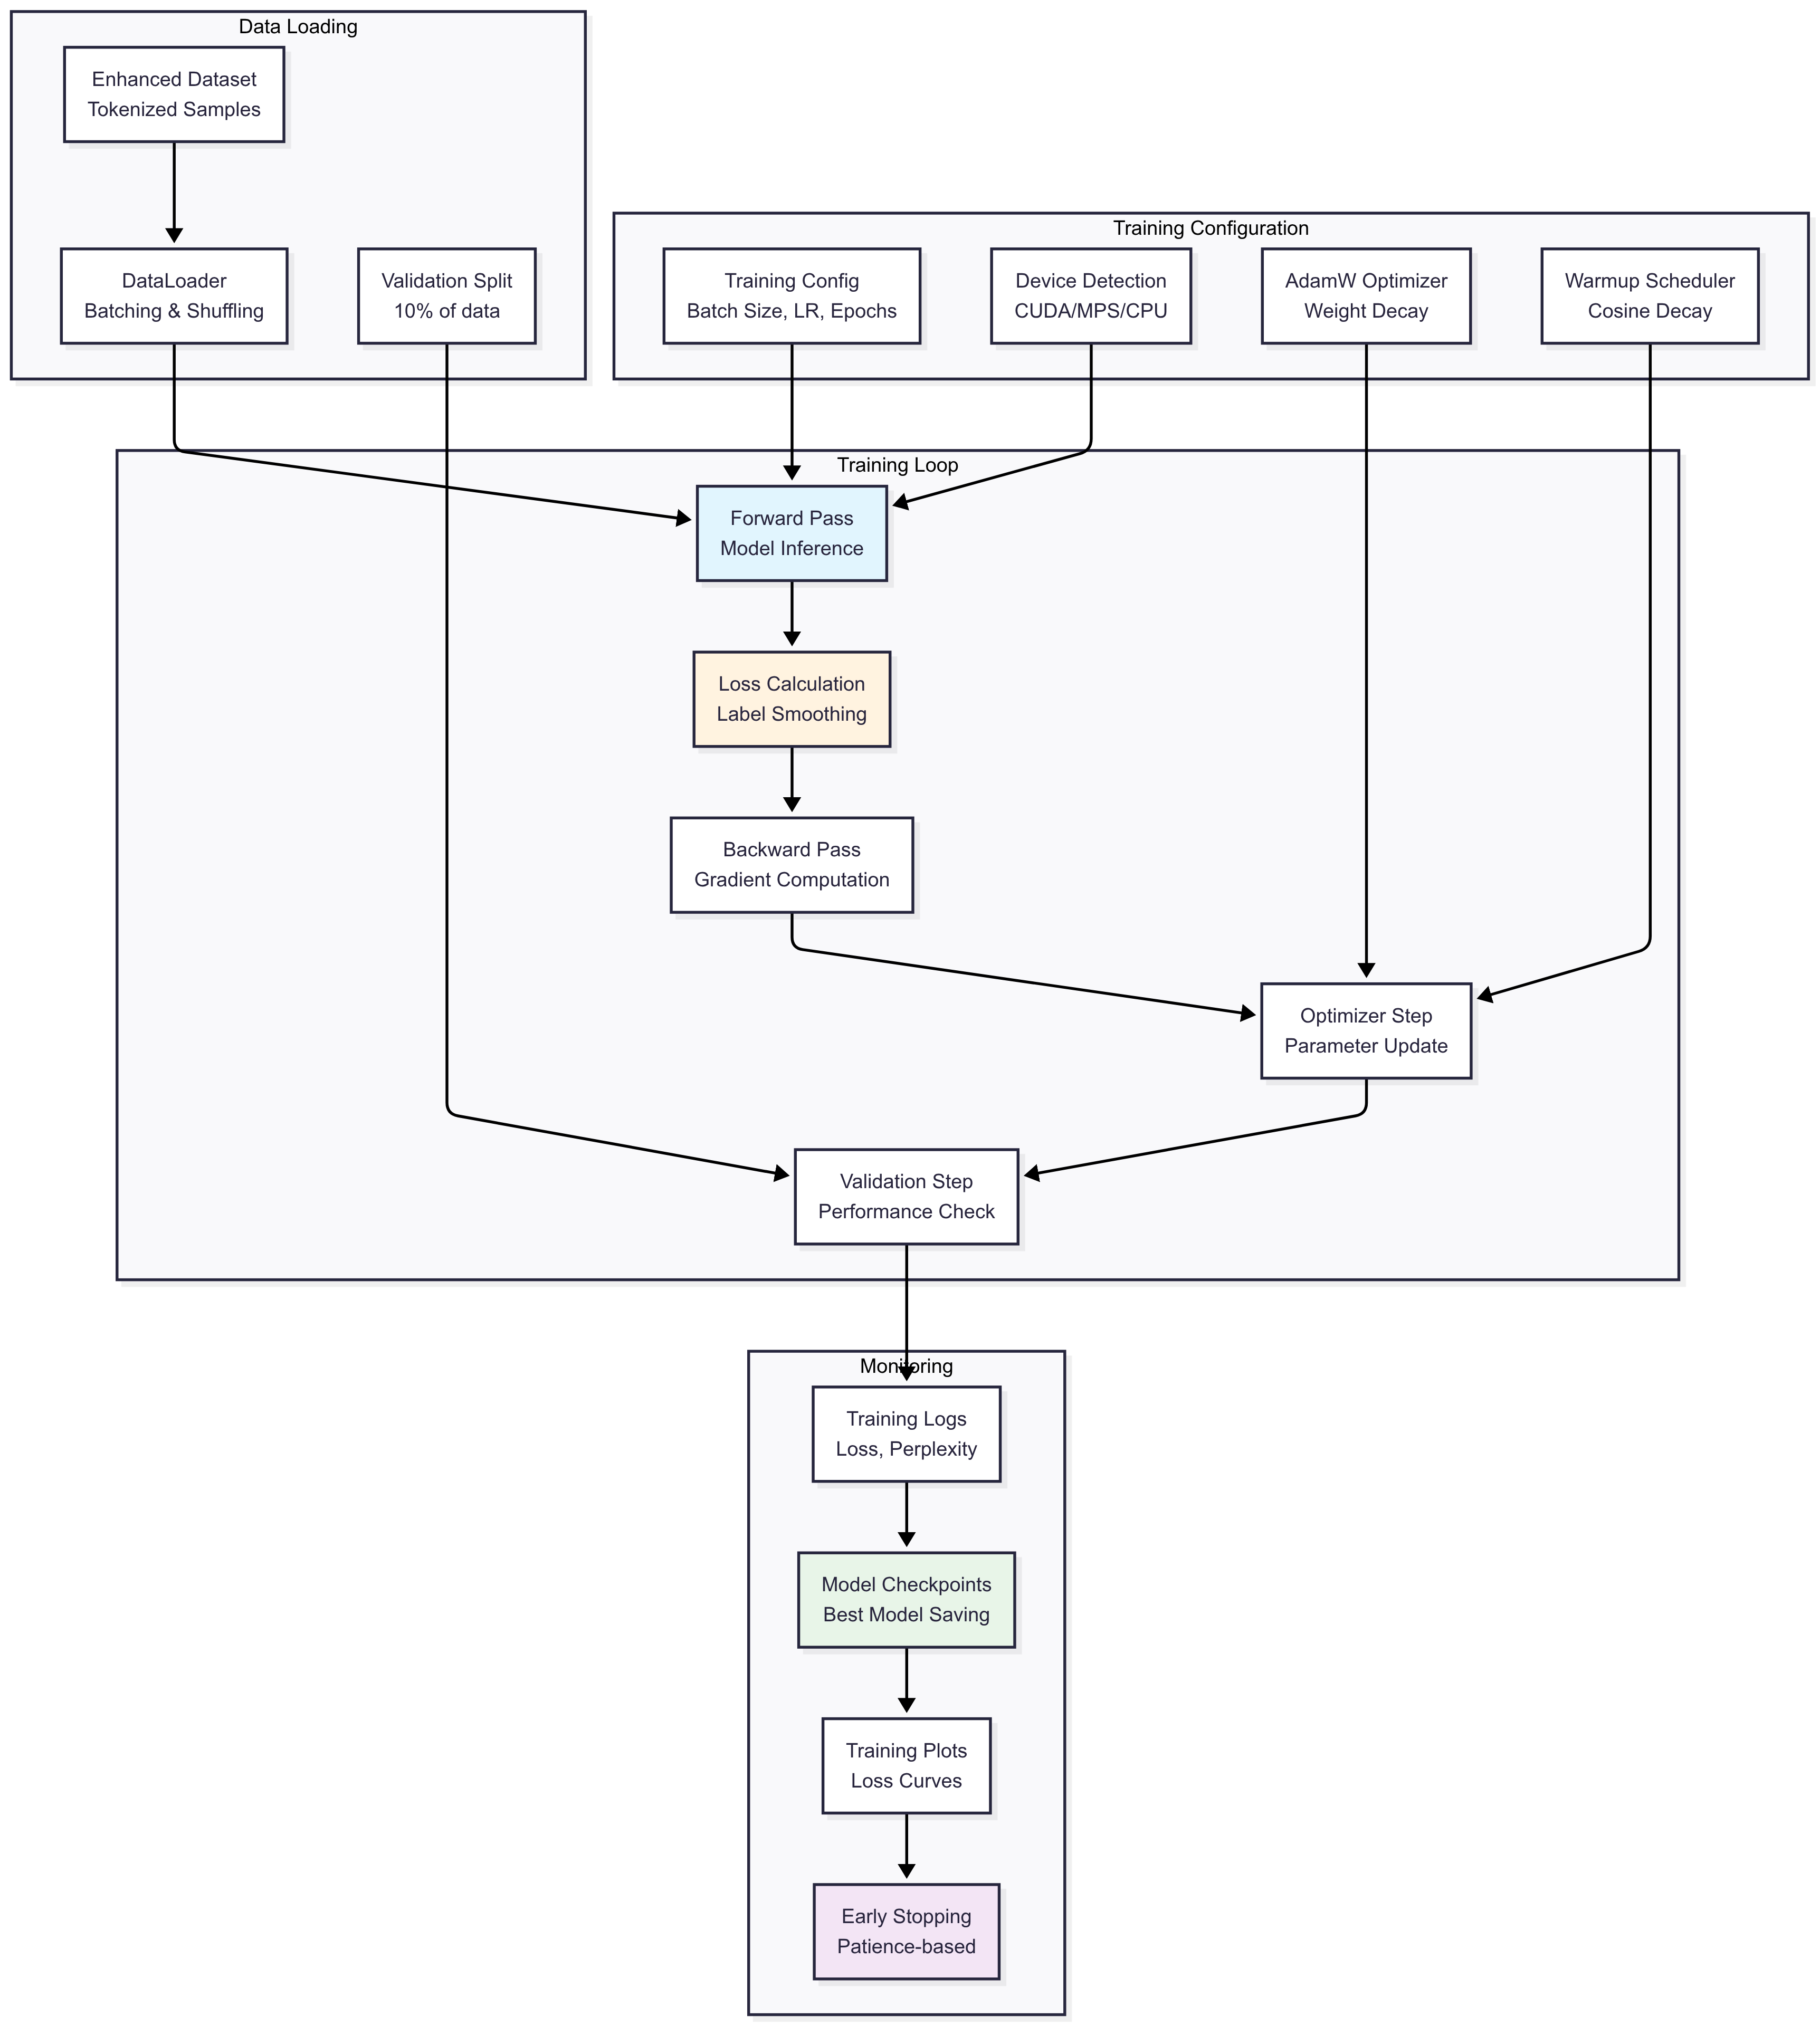 Data Loading
Enhanced Dataset
Tokenized Samples
DataLoader
Batching & Shuffling
Validation Split
10% of data
Training Configuration
Training Config
Batch Size, LR, Epochs
Device Detection
CUDA/MPS/CPU
AdamW Optimizer
Weight Decay
Warmup Scheduler
Cosine Decay
Training Loop
Forward Pass
Model Inference
Loss Calculation
Label Smoothing
Backward Pass
Gradient Computation
Optimizer Step
Parameter Update
Validation Step
Performance Check
Monitoring
Training Logs
Loss, Perplexity
Model Checkpoints
Best Model Saving
Training Plots
Loss Curves
Early Stopping
Patience-based